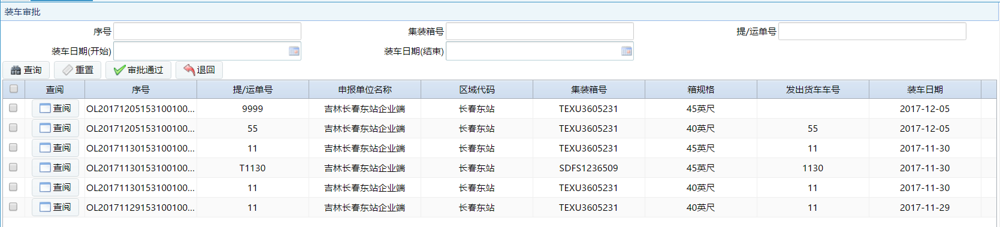 装车审批
序号 集装箱号 提/运单号
装车日期(开始) 装车日期(结束)
查询 重置 审批通过 退回
查阅 序号 提/运单号 申报单位名称 区域代码 集装箱号 箱规格 发出货车车号 装车日期
查阅 OL20171205153100100... 9999 吉林长春东站企业端 长春东站 TEXU3605231 45英尺 2017-12-05
查阅 OL20171205153100100... 55 吉林长春东站企业端 长春东站 TEXU3605231 40英尺 55 2017-12-05
查阅 OL20171130153100100... 11 吉林长春东站企业端 长春东站 TEXU3605231 45英尺 11 2017-11-30
查阅 OL20171130153100100... T1130 吉林长春东站企业端 长春东站 SDFS1236509 45英尺 1130 2017-11-30
查阅 OL20171130153100100... 11 吉林长春东站企业端 长春东站 TEXU3605231 40英尺 11 2017-11-30
查阅 OL20171129153100100... 11 吉林长春东站企业端 长春东站 TEXU3605231 40英尺 11 2017-11-29